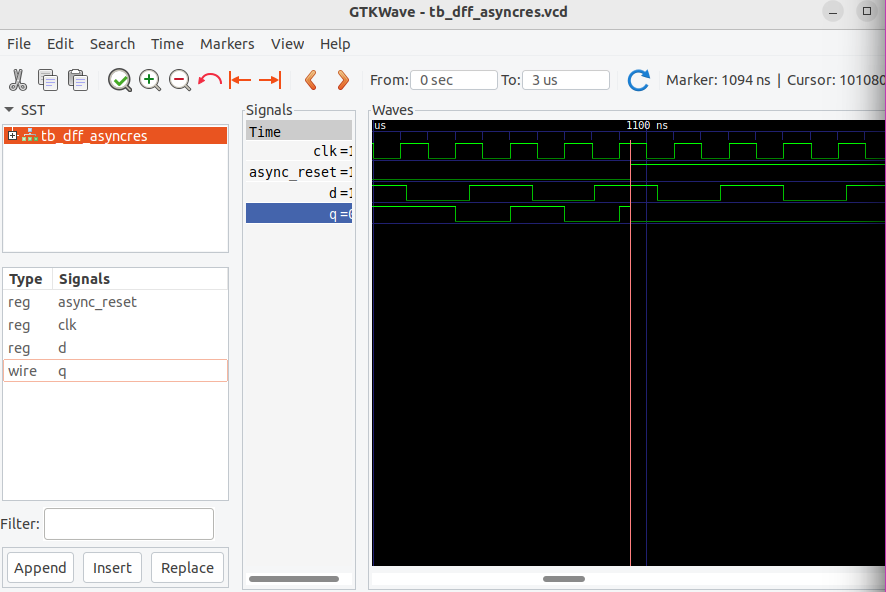 GTKWave - tb_dff_asyncres.vcd
File Edit Search Time Markers View Help
From: 0 sec To: 3 us Marker: 1094 ns | Cursor: 101080
SST
tb_dff_asyncres
Type Signals
reg async_reset
reg clk
reg d
wire q
Filter:
Append Insert Replace
Signals
Time
clk=1
async_reset=1
d=1
q=0
Waves
us 1100 ns